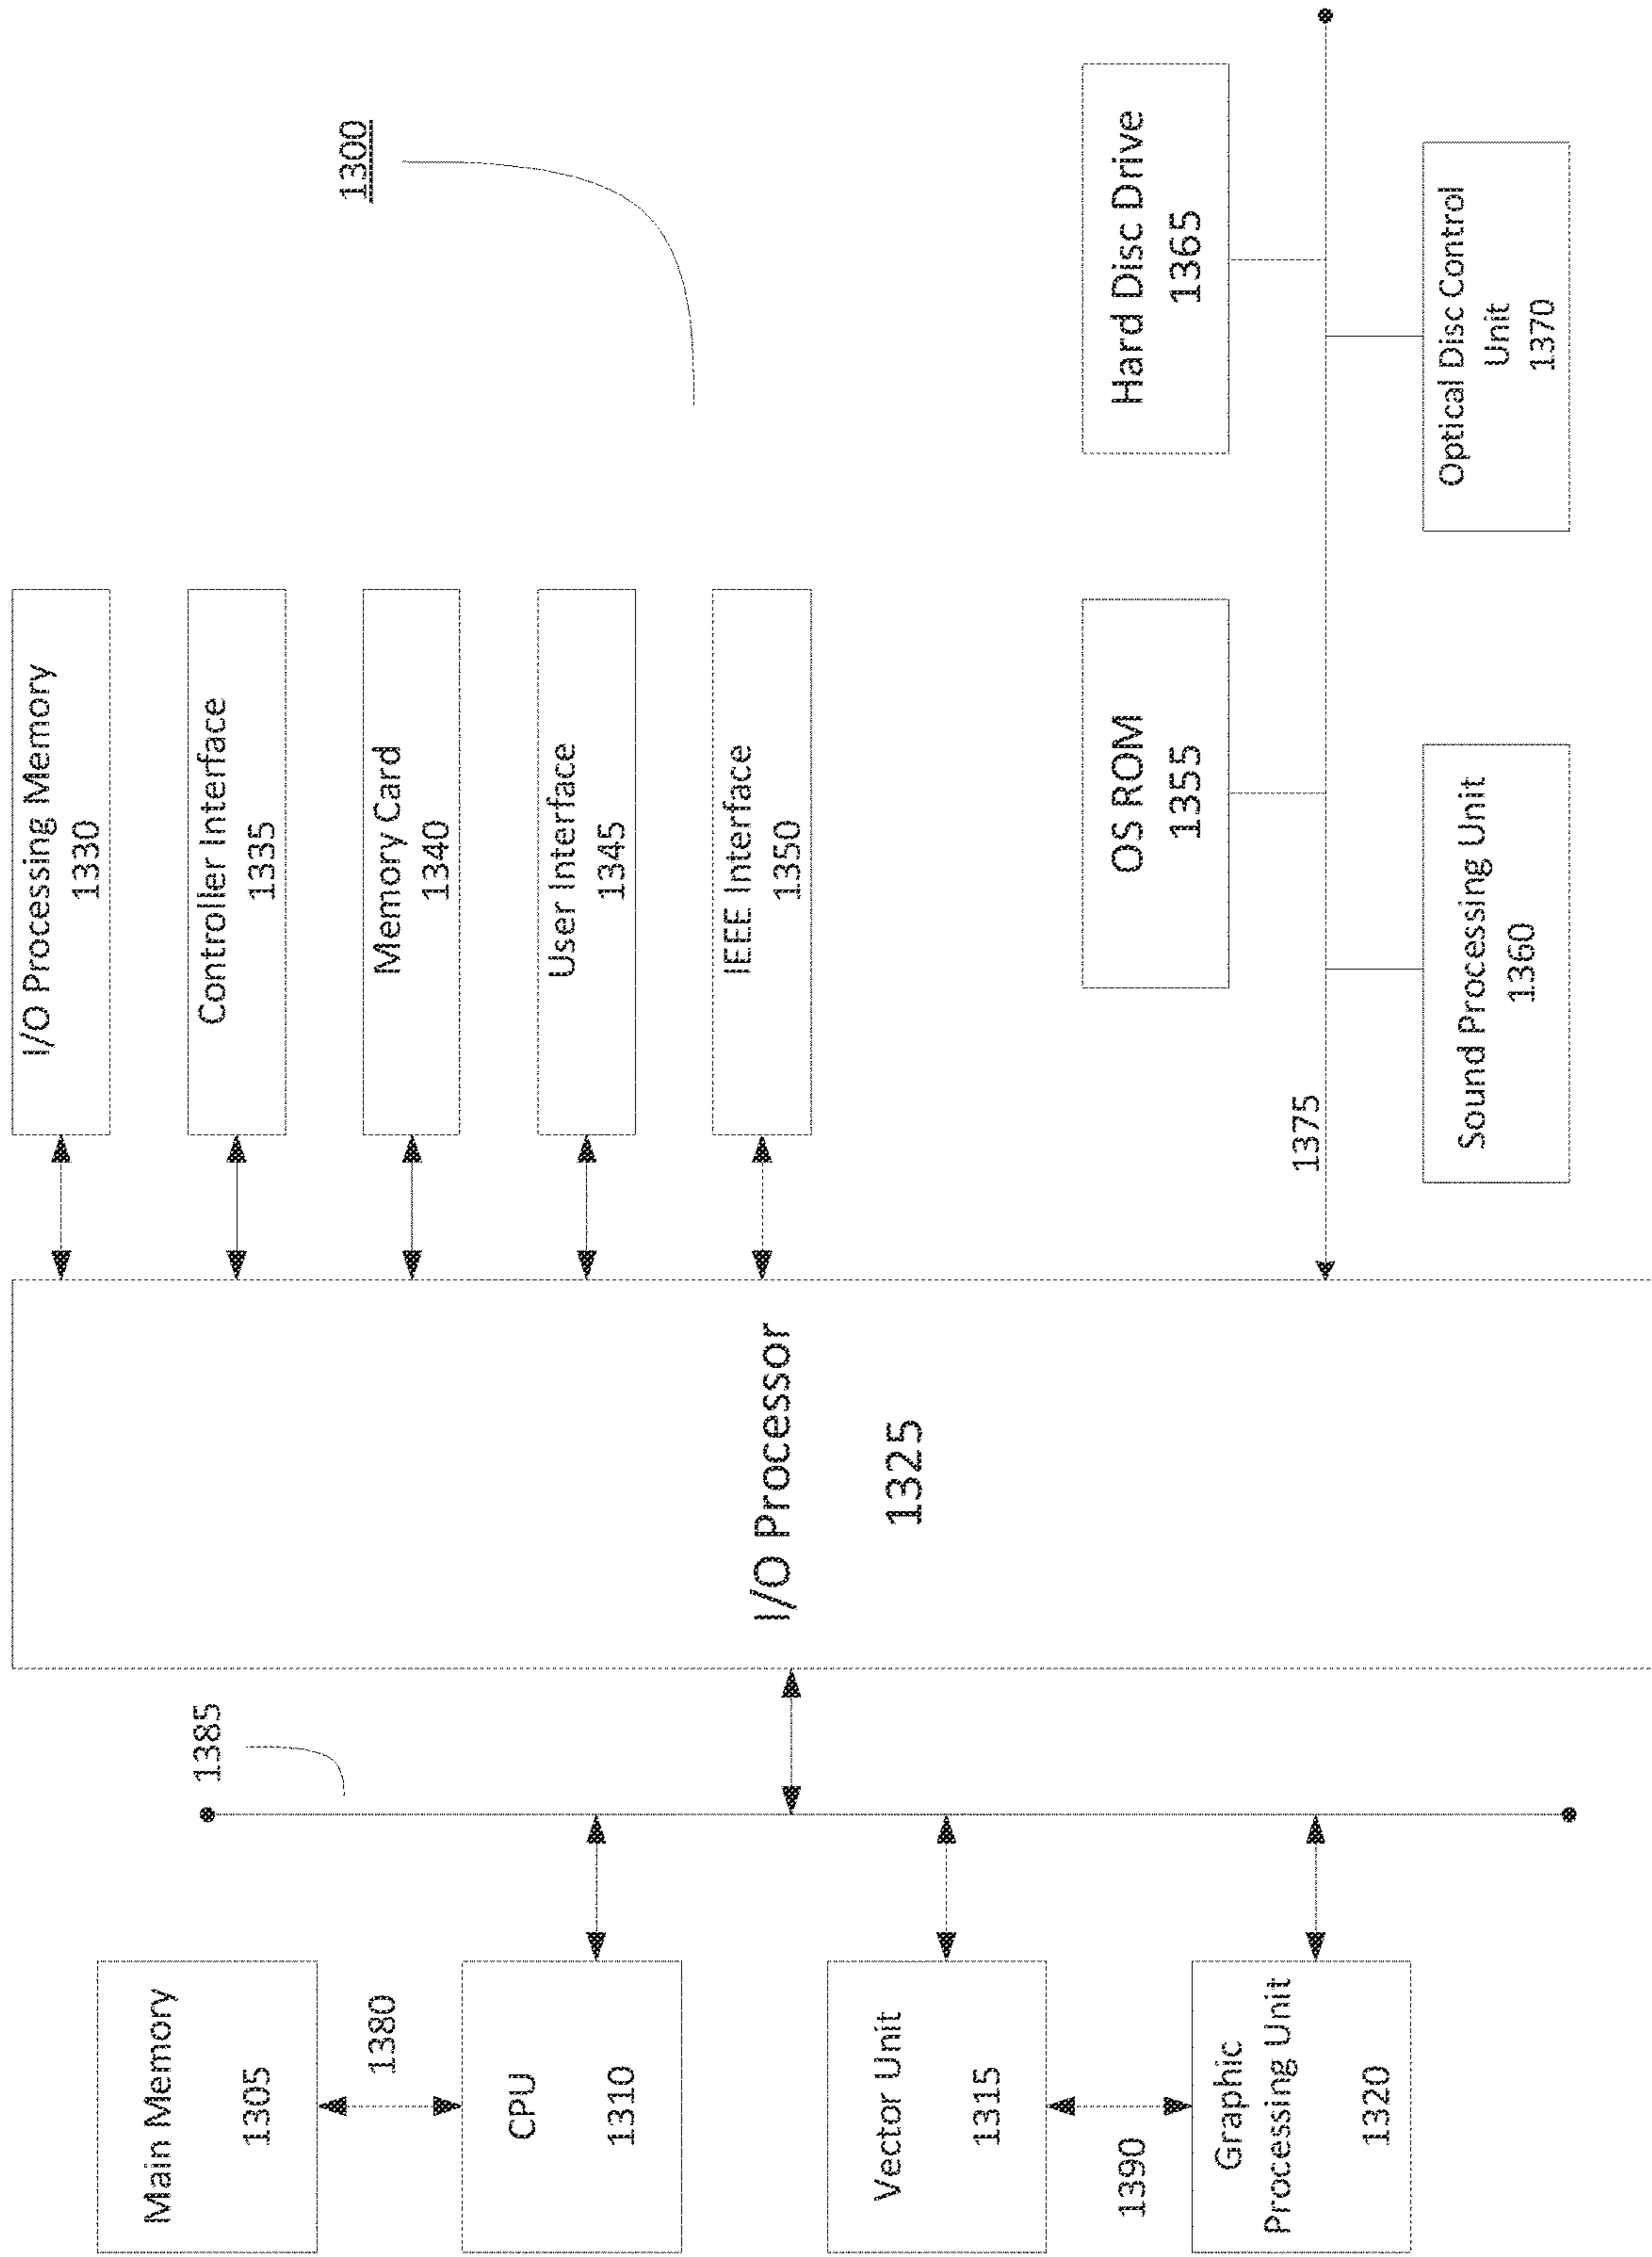 1300
I/O Processing Memory
1330
Controller Interface
1335
Memory Card
1340
User Interface
1345
IEEE Interface
1350
Hard Disc Drive
1365
OS ROM
1355
1375
Optical Disc Control
Unit
1370
Sound Processing Unit
1360
I/O Processor
1325
1385
Main Memory
1305
1380
CPU
1310
Vector Unit
1315
1390
Graphic
Processing Unit
1320